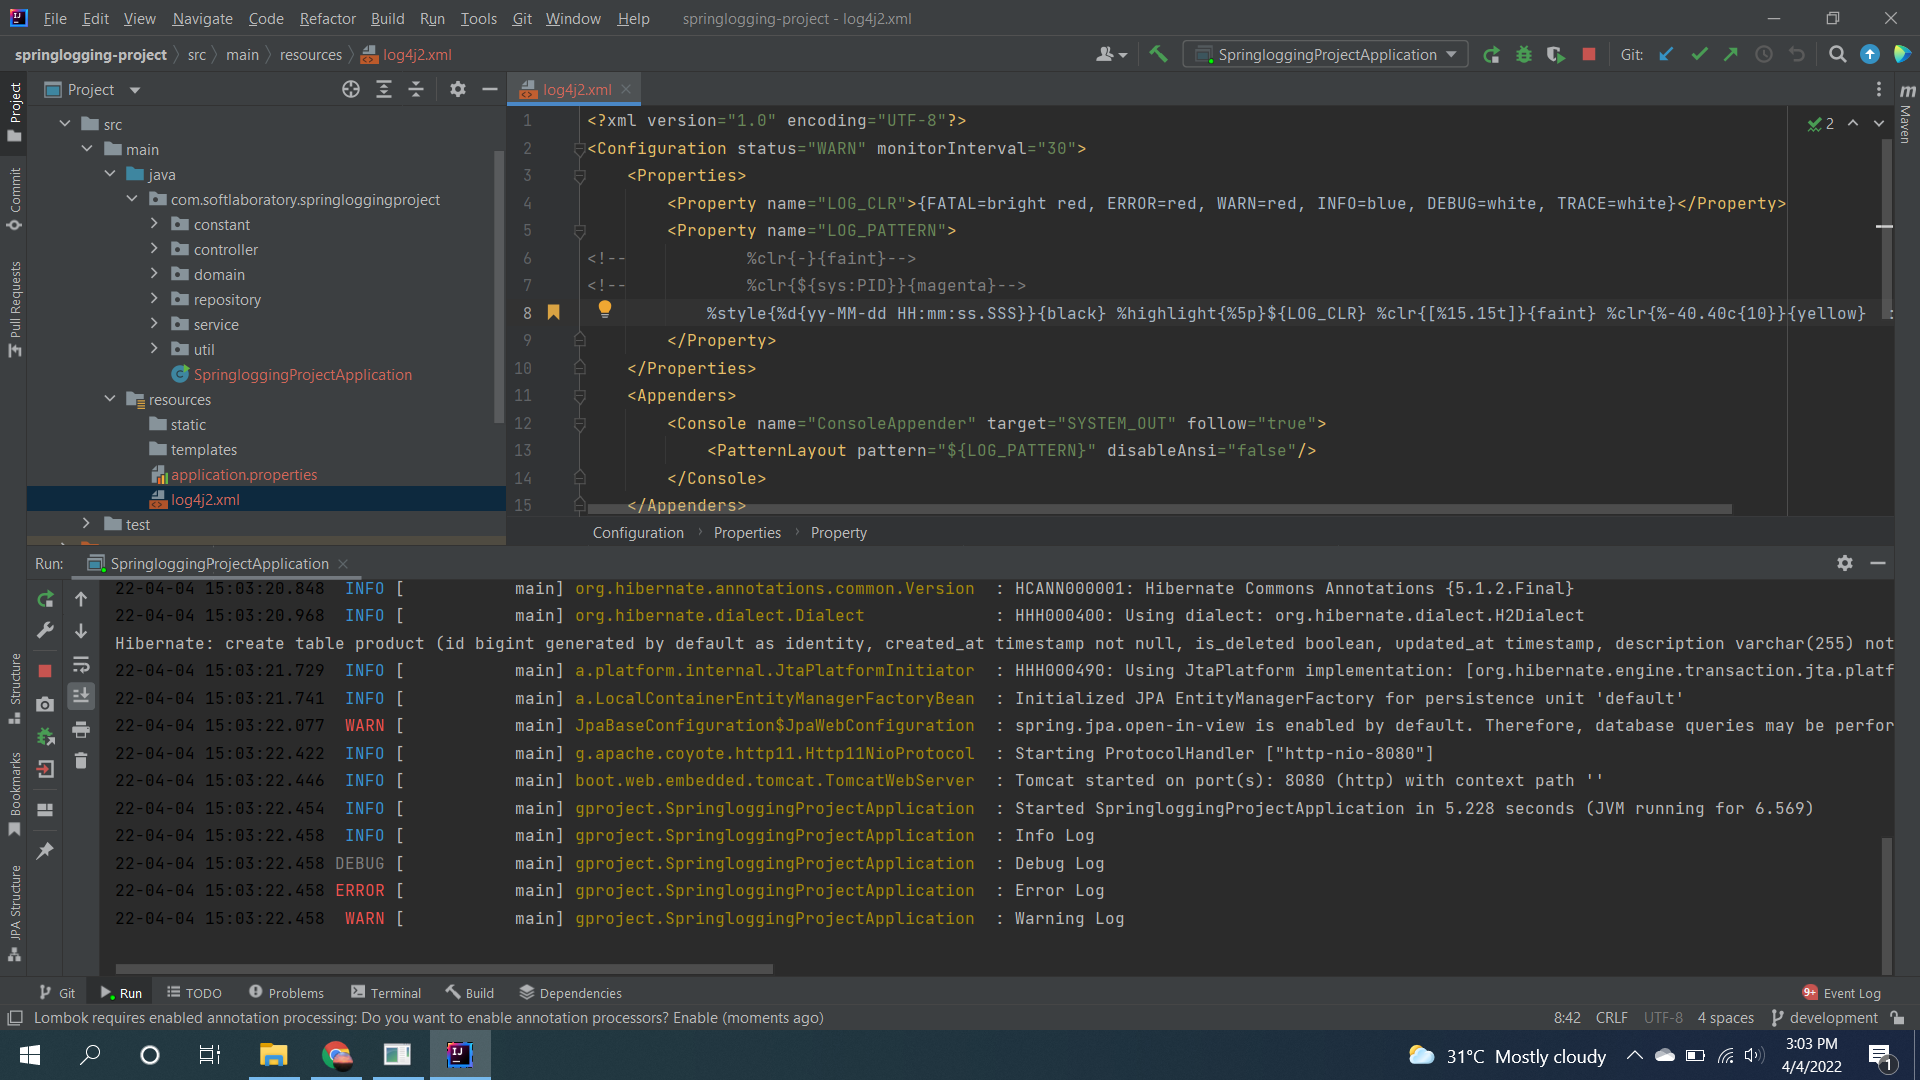 File Edit View Navigate Code Refactor Build Run Tools Git Window Help springlogging-project - log4j2.xml
springlogging-project src main resources log4j2.xml SpringloggingProjectApplication Git:
Project
log4j2.xml
src
main
java
com.softlaboratory.springloggingproject
constant
controller
domain
repository
service
util
SpringloggingProjectApplication
resources
static
templates
application.properties
log4j2.xml
test
Project
Commit
Pull Requests
Structure
Bookmarks
JPA Structure
Maven
2
1 <?xml version="1.0" encoding="UTF-8"?>
2 <Configuration status="WARN" monitorInterval="30">
3 <Properties>
4 <Property name="LOG_CLR">{FATAL=bright red, ERROR=red, WARN=red, INFO=blue, DEBUG=white, TRACE=white}</Property>
5 <Property name="LOG_PATTERN">
6 <!-- %clr{-}{faint}-->
7 <!-- %clr{${sys:PID}}{magenta}-->
8 %style{%d{yy-MM-dd HH:mm:ss.SSS}}{black} %highlight{%5p}${LOG_CLR} %clr{[%15.15t]}{faint} %clr{%-40.40c{10}}{yellow} :
9 </Property>
10 </Properties>
11 <Appenders>
12 <Console name="ConsoleAppender" target="SYSTEM_OUT" follow="true">
13 <PatternLayout pattern="${LOG_PATTERN}" disableAnsi="false"/>
14 </Console>
15 </Appenders>
Configuration Properties Property
Run: SpringloggingProjectApplication
22-04-04 15:03:20.848 INFO [ main] org.hibernate.annotations.common.Version : HCANN000001: Hibernate Commons Annotations {5.1.2.Final}
22-04-04 15:03:20.968 INFO [ main] org.hibernate.dialect.Dialect : HHH000400: Using dialect: org.hibernate.dialect.H2Dialect
Hibernate: create table product (id bigint generated by default as identity, created_at timestamp not null, is_deleted boolean, updated_at timestamp, description varchar(255) not
22-04-04 15:03:21.729 INFO [ main] a.platform.internal.JtaPlatformInitiator : HHH000490: Using JtaPlatform implementation: [org.hibernate.engine.transaction.jta.platf
22-04-04 15:03:21.741 INFO [ main] a.LocalContainerEntityManagerFactoryBean : Initialized JPA EntityManagerFactory for persistence unit 'default'
22-04-04 15:03:22.077 WARN [ main] JpaBaseConfiguration$JpaWebConfiguration : spring.jpa.open-in-view is enabled by default. Therefore, database queries may be perfor
22-04-04 15:03:22.422 INFO [ main] g.apache.coyote.http11.Http11NioProtocol : Starting ProtocolHandler ["http-nio-8080"]
22-04-04 15:03:22.446 INFO [ main] boot.web.embedded.tomcat.TomcatWebServer : Tomcat started on port(s): 8080 (http) with context path ''
22-04-04 15:03:22.454 INFO [ main] gproject.SpringloggingProjectApplication : Started SpringloggingProjectApplication in 5.228 seconds (JVM running for 6.569)
22-04-04 15:03:22.458 INFO [ main] gproject.SpringloggingProjectApplication : Info Log
22-04-04 15:03:22.458 DEBUG [ main] gproject.SpringloggingProjectApplication : Debug Log
22-04-04 15:03:22.458 ERROR [ main] gproject.SpringloggingProjectApplication : Error Log
22-04-04 15:03:22.458 WARN [ main] gproject.SpringloggingProjectApplication : Warning Log
Git Run TODO Problems Terminal Build Dependencies 9+ Event Log
Lombok requires enabled annotation processing: Do you want to enable annotation processors? Enable (moments ago) 8:42 CRLF UTF-8 4 spaces development
31°C Mostly cloudy
3:03 PM
4/4/2022
1